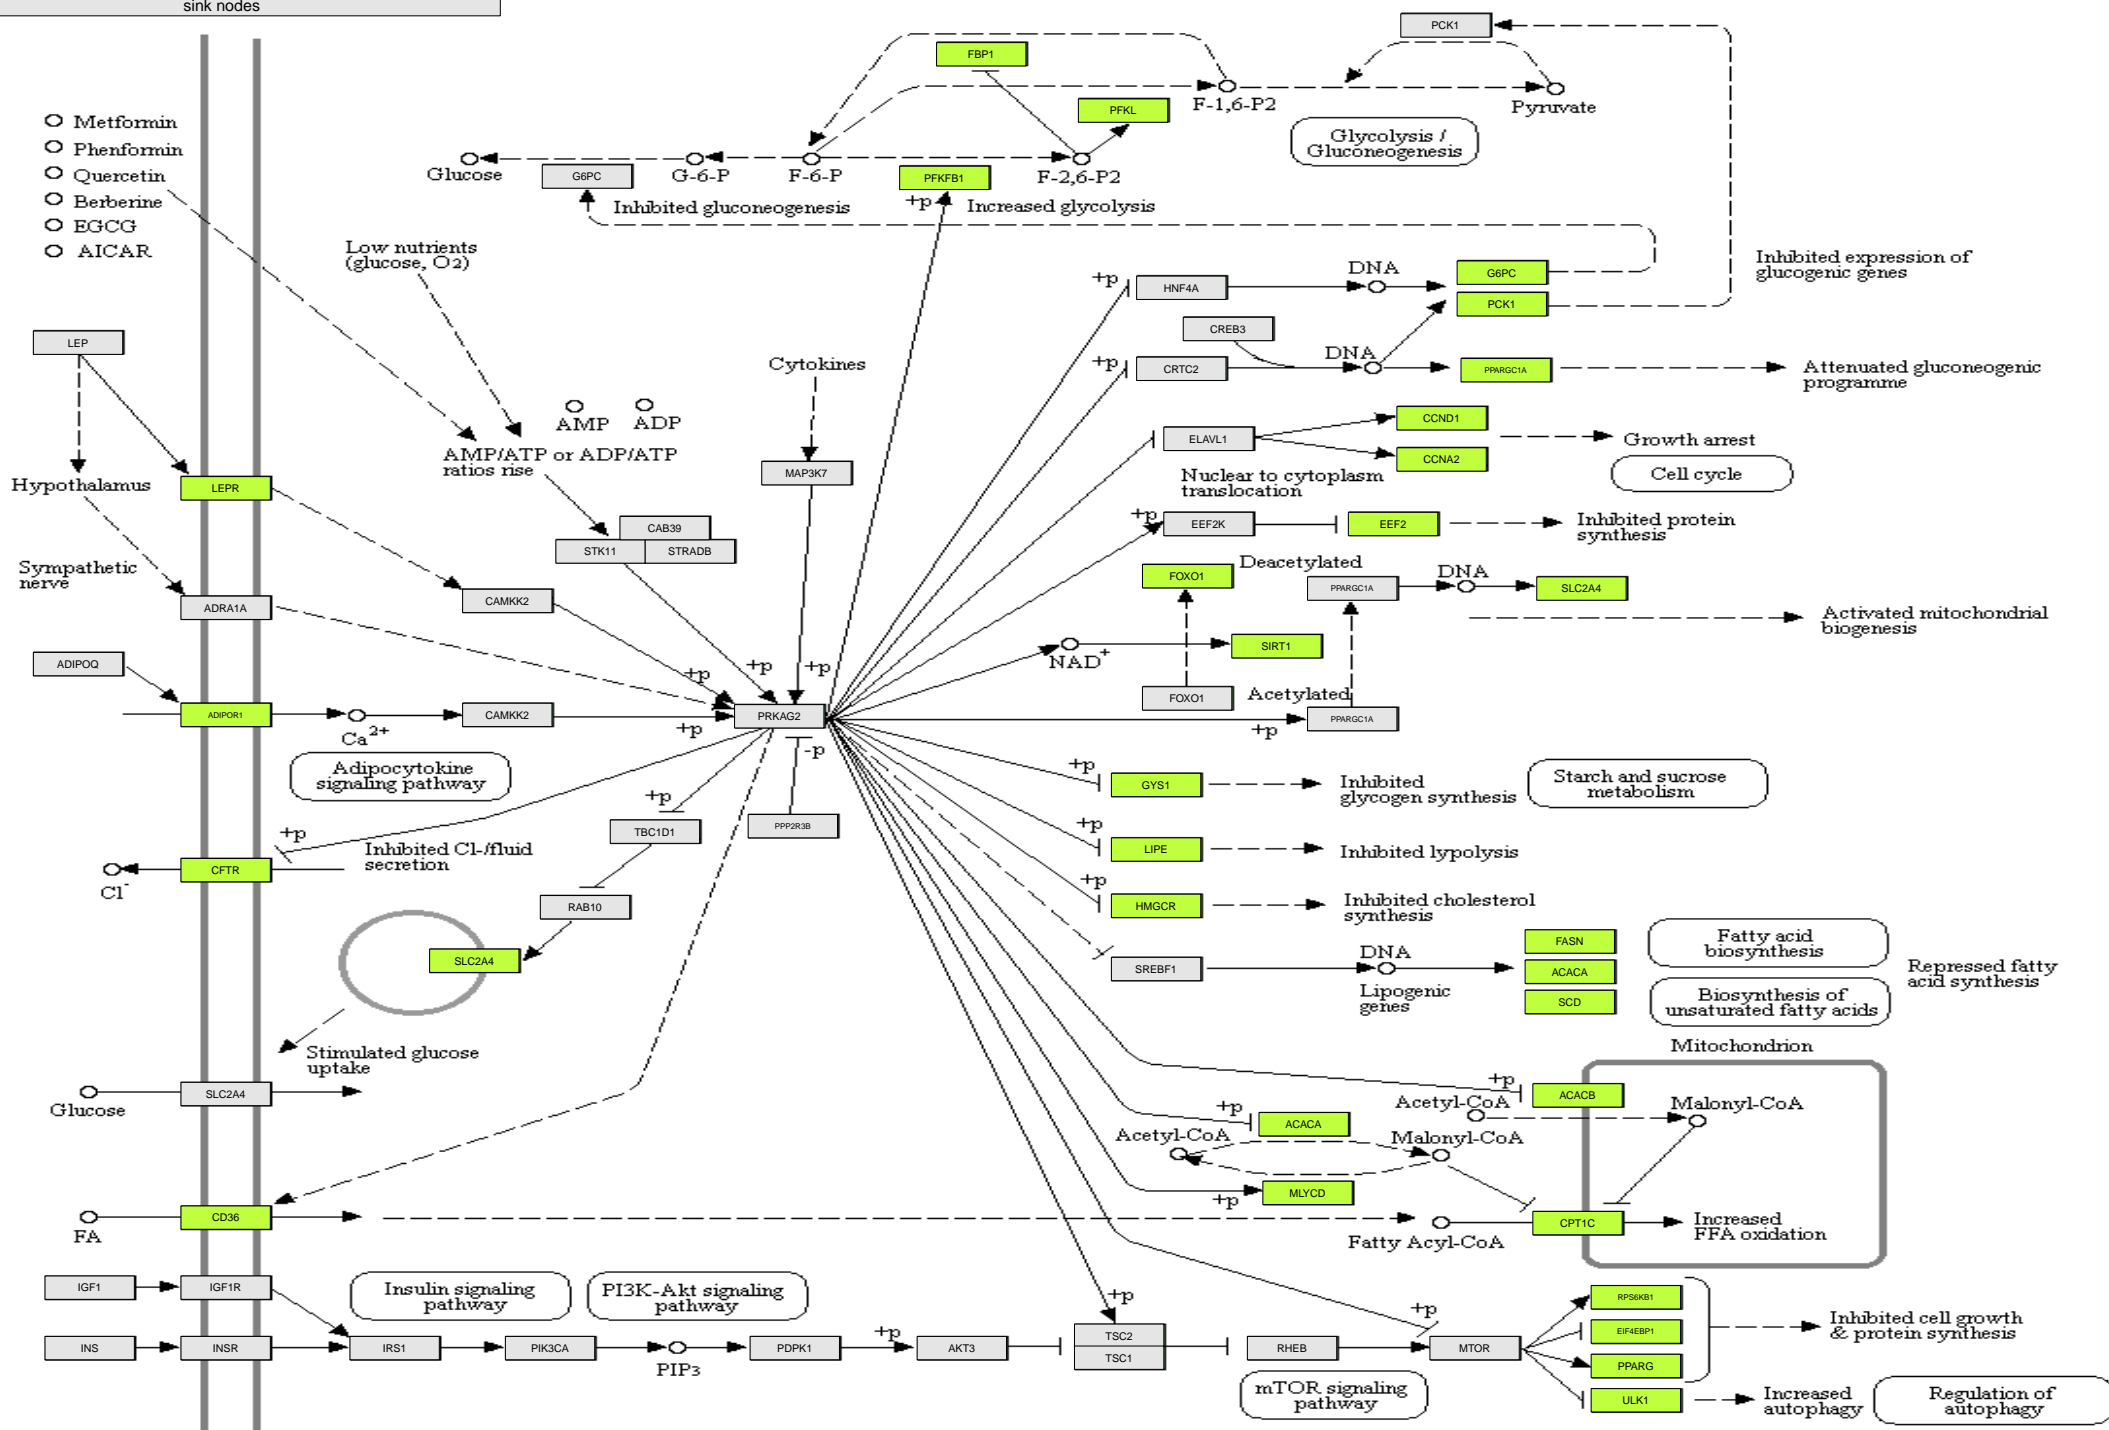 sink nodes
PCK1
FBP1
F-1,6-P2
Pyruvate
PFKL
Glycolysis /
Gluconeogenesis
Metformin
Phenformin
Quercetin
Berberine
EGCG
AICAR
Glucose
G6PC
G-6-P
F-6-P
PFKFB1
F-2,6-P2
Inhibited gluconeogenesis
+p
Increased glycolysis
Low nutrients
(glucose, O2)
Inhibited expression of
glucogenic genes
+p
HNF4A
DNA
G6PC
PCK1
CREB3
LEP
Cytokines
+p
CRTC2
DNA
PPARGC1A
Attenuated gluconeogenic
programme
AMP
ADP
AMP/ATP or ADP/ATP
ratios rise
MAP3K7
ELAVL1
CCND1
CCNA2
Growth arrest
Cell cycle
Nuclear to cytoplasm
translocation
Hypothalamus
LEPR
CAB39
STK11
STRADB
+p
EEF2K
EEF2
Inhibited protein
synthesis
Sympathetic
nerve
FOXO1
Deacetylated
PPARGC1A
DNA
SLC2A4
ADRA1A
CAMKK2
Activated mitochondrial
biogenesis
NAD+
SIRT1
ADIPOQ
+p
+p
+p
FOXO1
Acetylated
ADIPOR1
Ca2+
CAMKK2
+p
PRKAG2
+p
PPARGC1A
-p
Adipocytokine
signaling pathway
+p
GYS1
Inhibited
glycogen synthesis
Starch and sucrose
metabolism
+p
TBC1D1
PPP2R3B
+p
+p
LIPE
Inhibited lypolysis
Inhibited Cl-/fluid
secretion
CFTR
Cl-
+p
HMGCR
Inhibited cholesterol
synthesis
RAB10
SLC2A4
SREBF1
DNA
Lipogenic
genes
FASN
ACACA
SCD
Fatty acid
biosynthesis
Biosynthesis of
unsaturated fatty acids
Repressed fatty
acid synthesis
Stimulated glucose
uptake
Mitochondrion
Glucose
SLC2A4
+p
ACACB
Acetyl-CoA
Malonyl-CoA
+p
ACACA
Acetyl-CoA
Malonyl-CoA
+p
MLYCD
FA
CD36
Fatty Acyl-CoA
CPT1C
Increased
FFA oxidation
IGF1
IGF1R
Insulin signaling
pathway
PI3K-Akt signaling
pathway
+p
+p
RPS6KB1
EIF4EBP1
PPARG
ULK1
Inhibited cell growth
& protein synthesis
INS
INSR
IRS1
PIK3CA
PIP3
PDPK1
+p
AKT3
TSC2
TSC1
RHEB
MTOR
mTOR signaling
pathway
Increased
autophagy
Regulation of
autophagy